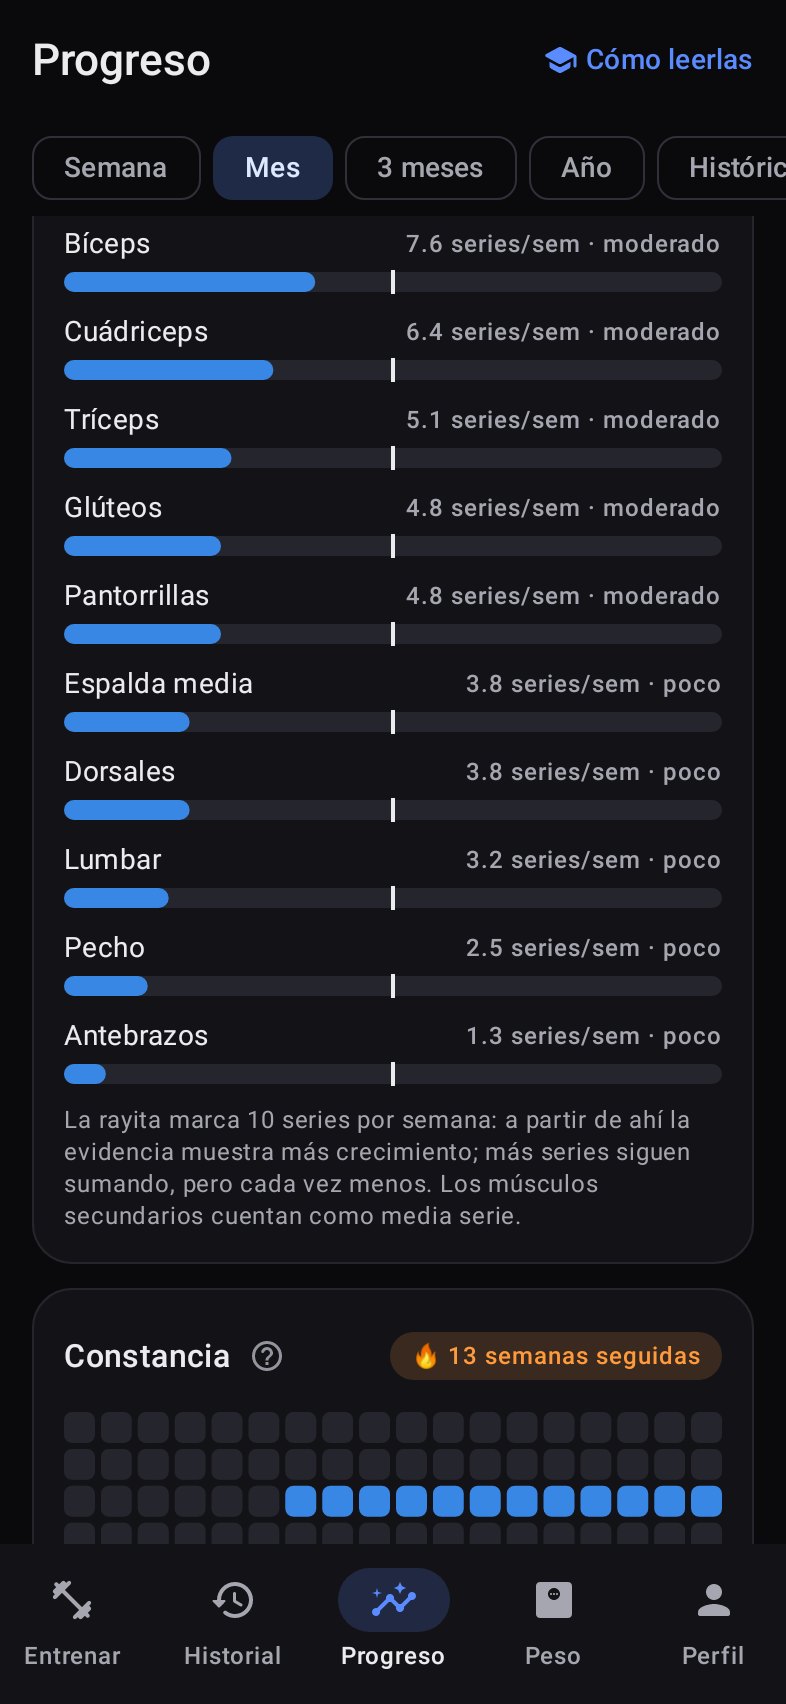 Progreso
Cómo leerlas
Semana
Mes
3 meses
Año
Históric
Bíceps
7.6 series/sem · moderado
Cuádriceps
6.4 series/sem · moderado
Tríceps
5.1 series/sem · moderado
Glúteos
4.8 series/sem · moderado
Pantorrillas
4.8 series/sem · moderado
Espalda media
3.8 series/sem · poco
Dorsales
3.8 series/sem · poco
Lumbar
3.2 series/sem · poco
Pecho
2.5 series/sem · poco
Antebrazos
1.3 series/sem · poco
La rayita marca 10 series por semana: a partir de ahí la
evidencia muestra más crecimiento; más series siguen
sumando, pero cada vez menos. Los músculos
secundarios cuentan como media serie.
Constancia
🔥 13 semanas seguidas
Entrenar
Historial
Progreso
Peso
Perfil